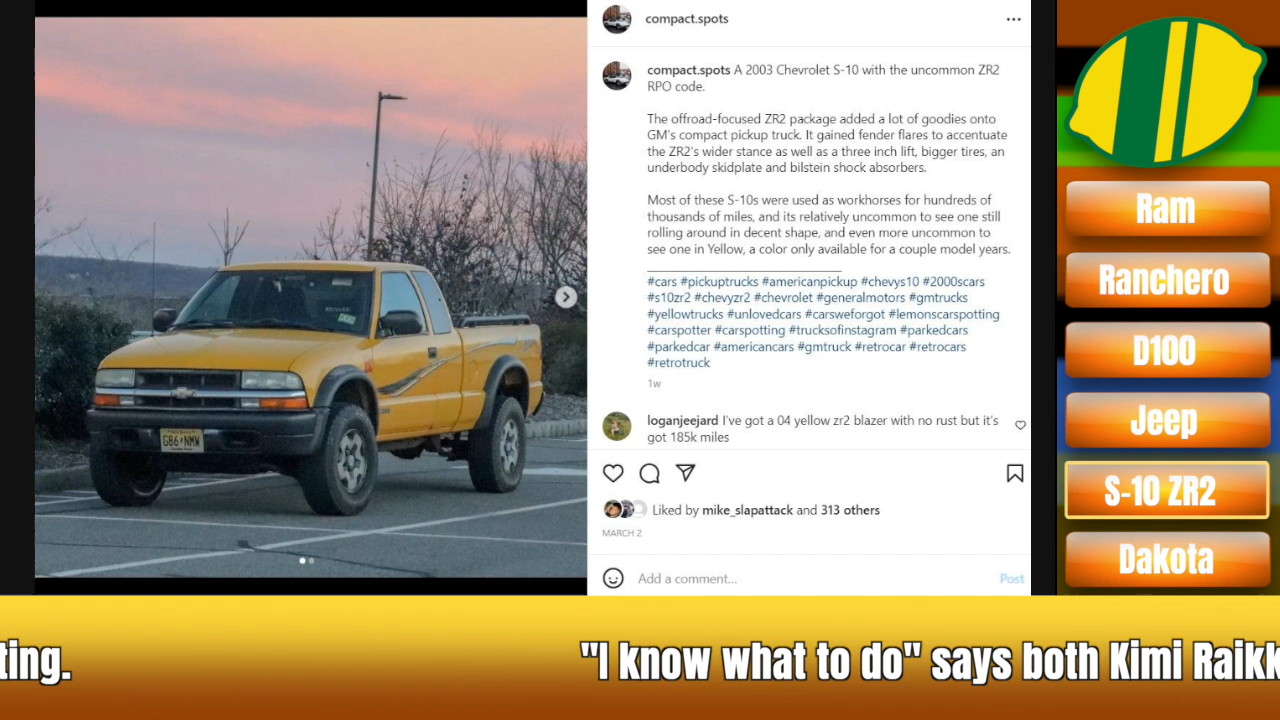 compact.spots
compact.spots A 2003 Chevrolet S-10 with the uncommon ZR2
RPO code.
The offroad-focused ZR2 package added a lot of goodies onto
GM's compact pickup truck. It gained fender flares to accentuate
the ZR2's wider stance as well as a three inch lift, bigger tires, an
underbody skidplate and bilstein shock absorbers.
Most of these S-10s were used as workhorses for hundreds of
thousands of miles, and its relatively uncommon to see one still
rolling around in decent shape, and even more uncommon to
see one in Yellow, a color only available for a couple model years.
#cars #pickuptrucks #americanpickup #chevys10 #2000scars
#s10zr2 #chevyzr2 #chevrolet #generalmotors #gmtrucks
#yellowtrucks #unlovedcars #carsweforgot #lemonscarspotting
#carspotter #carspotting #trucksofinstagram #parkedcars
#parkedcar #americancars #gmtruck #retrocar #retrocars
#retrotruck
1w
loganjeejard I've got a 04 yellow zr2 blazer with no rust but it's
got 185k miles
Liked by mike_slapattack and 313 others
MARCH 2
Add a comment...
Post
G86 NMW
Ram
Ranchero
D100
Jeep
S-10 ZR2
Dakota
ting.
"I know what to do" says both Kimi Raikk